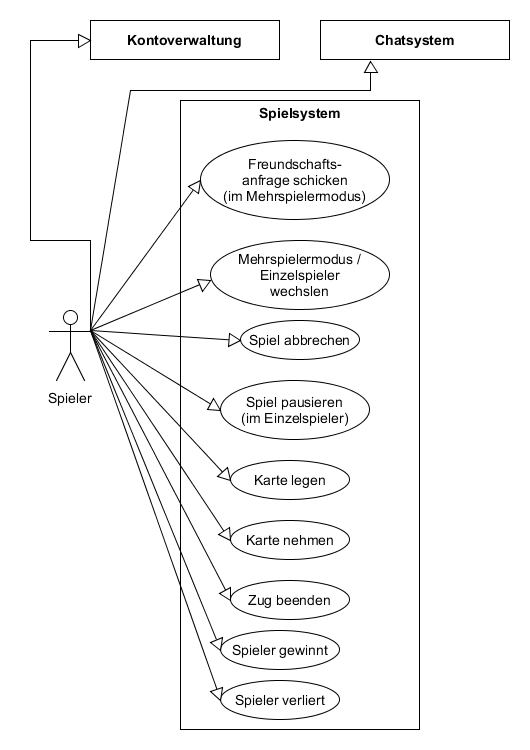 Kontoverwaltung
Chatsystem
Spielsystem
Freundschafts-
anfrage schicken
(im Mehrspielermodus)
Mehrspielermodus /
Einzelspieler
wechslen
Spiel abbrechen
Spieler
Spiel pausieren
(im Einzelspieler)
Karte legen
Karte nehmen
Zug beenden
Spieler gewinnt
Spieler verliert